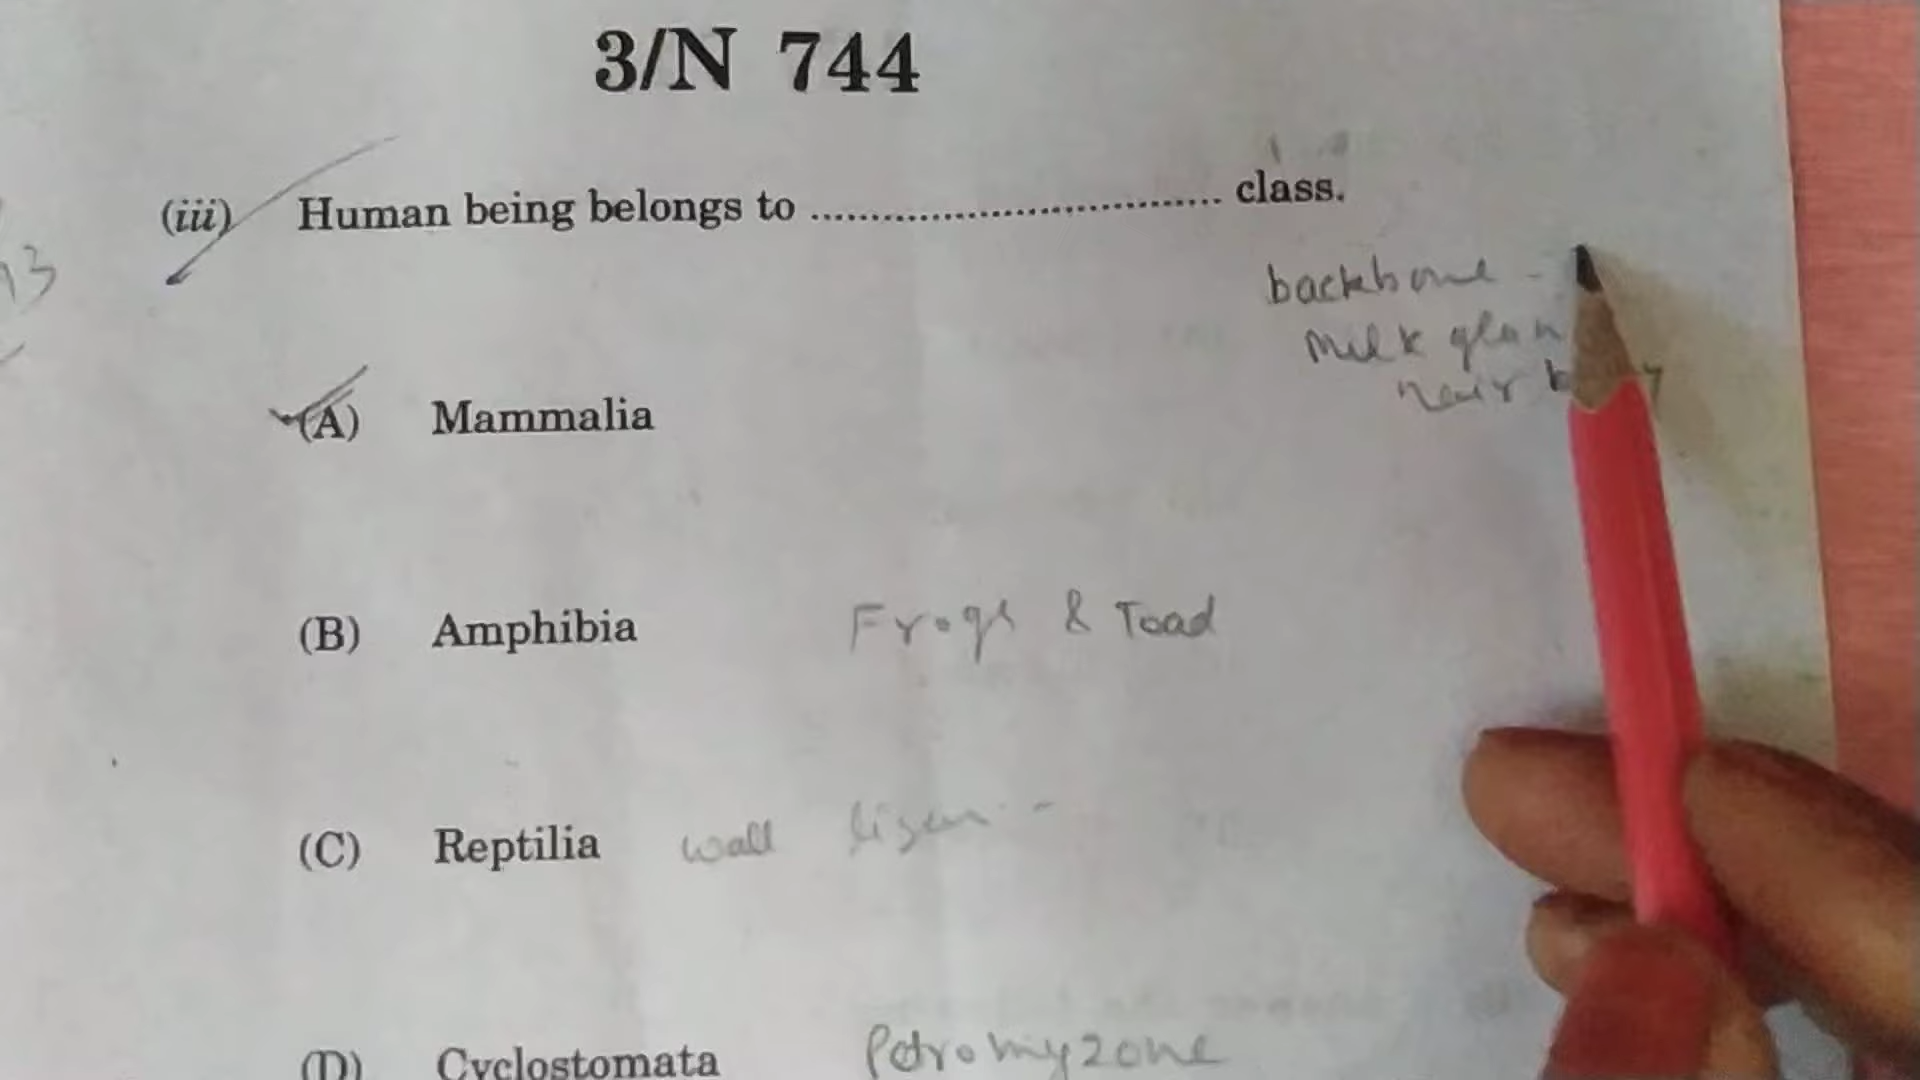 3/N 744
(iii) Human being belongs to .................................. class.
backbone -
milk glan
hair b
(A) Mammalia
(B) Amphibia Frogs & Toad
(C) Reptilia wall
(D) Cyclostomata Petromyzone